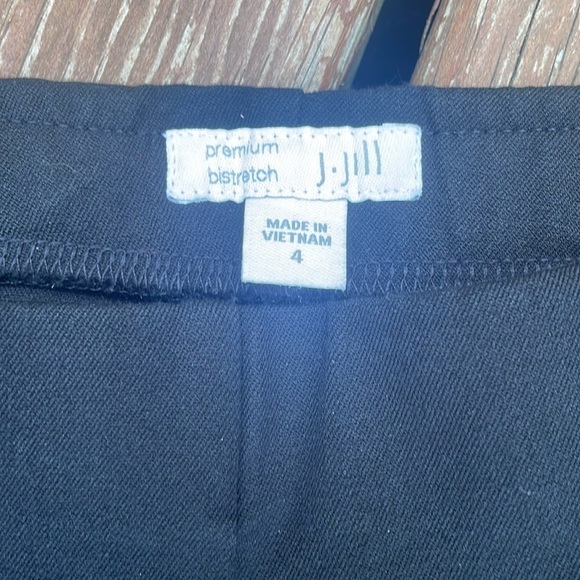 premium
bistretch
j.jill
MADE IN
VIETNAM
4